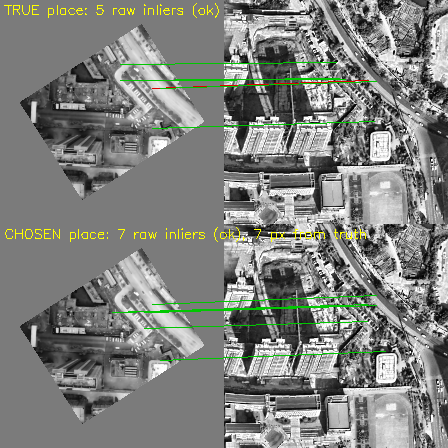 TRUE place: 5 raw inliers (ok)
CHOSEN place: 7 raw inliers (ok), 7 px from truth